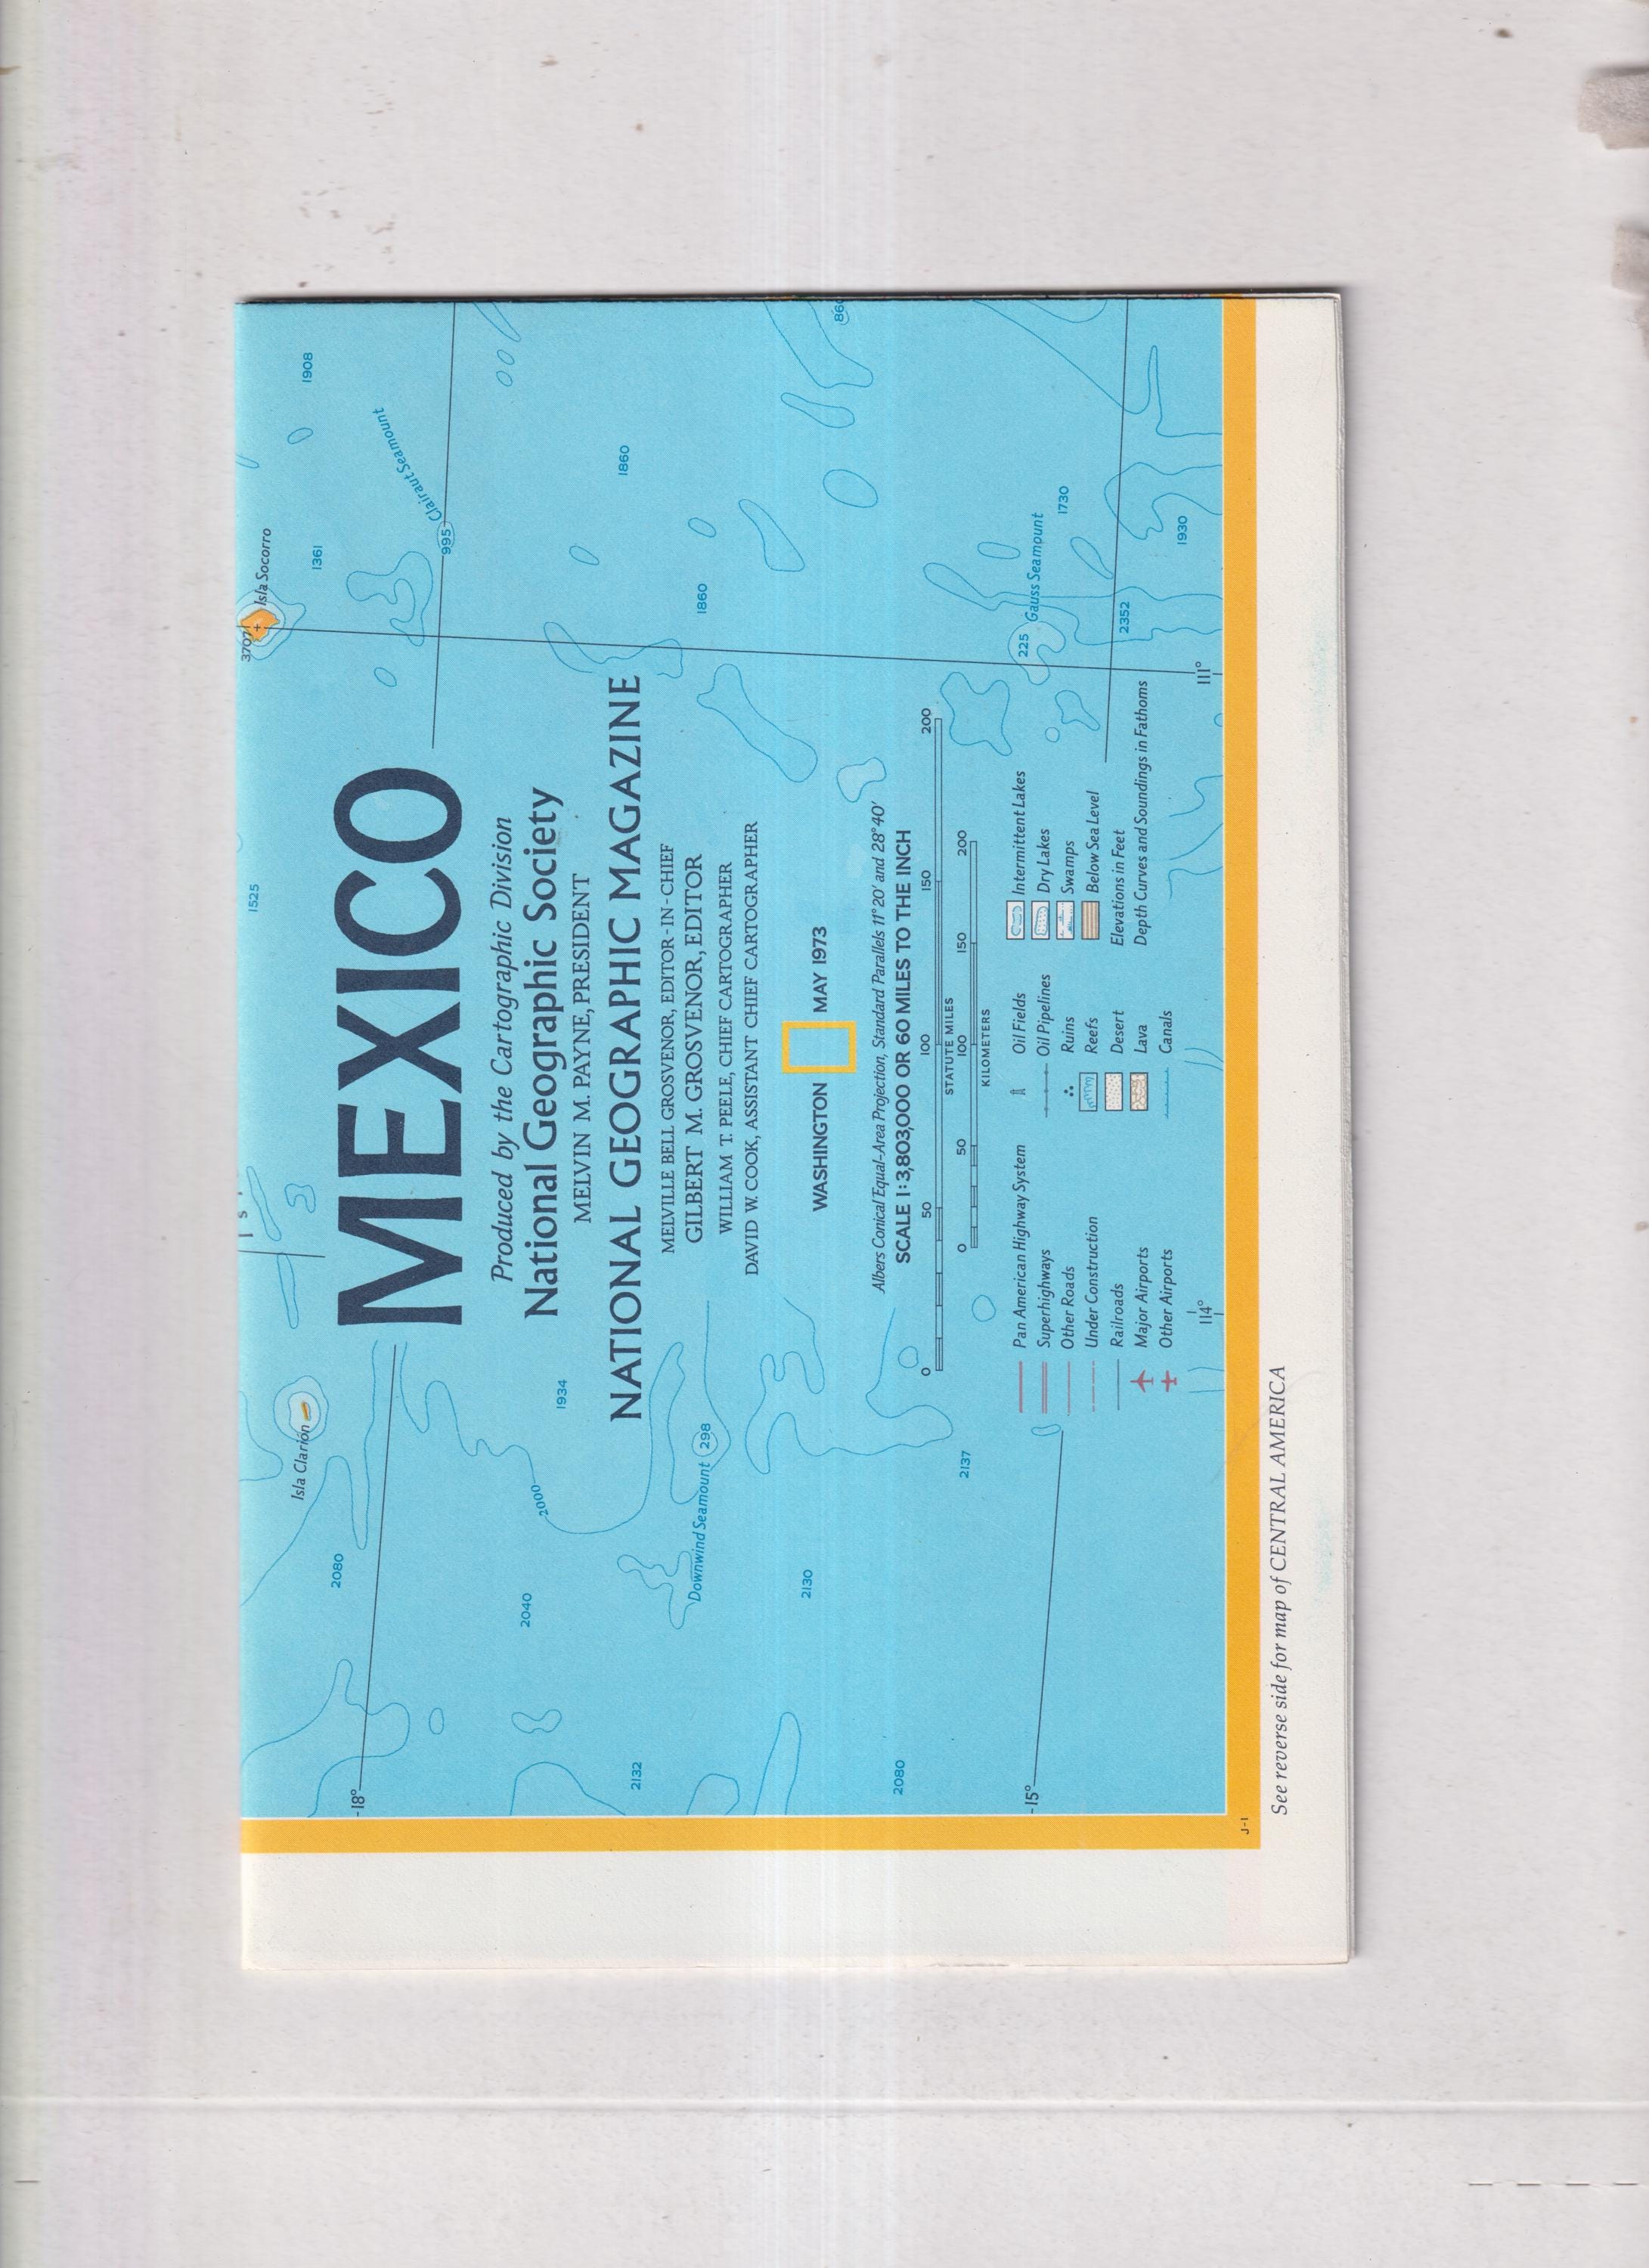 1525
1908
3707
Isla Socorro
1361
Clairaut Seamount
995
Isla Clarión
2080
18°
MEXICO
Produced by the Cartographic Division
National Geographic Society
MELVIN M. PAYNE, PRESIDENT
NATIONAL GEOGRAPHIC MAGAZINE
MELVILLE BELL GROSVENOR, EDITOR-IN-CHIEF
GILBERT M. GROSVENOR, EDITOR
WILLIAM T. PEELE, CHIEF CARTOGRAPHER
DAVID W. COOK, ASSISTANT CHIEF CARTOGRAPHER
WASHINGTON MAY 1973
Albers Conical Equal-Area Projection, Standard Parallels 11°20′ and 28°40′
SCALE 1:3,803,000 OR 60 MILES TO THE INCH
0 50 100 150 200
STATUTE MILES
0 50 100 150 200
KILOMETERS
Pan American Highway System
Superhighways
Other Roads
Under Construction
Railroads
Major Airports
Other Airports
Oil Fields
Oil Pipelines
Ruins
Reefs
Desert
Lava
Canals
Intermittent Lakes
Dry Lakes
Swamps
Below Sea Level
Elevations in Feet
Depth Curves and Soundings in Fathoms
2000
1934
2040
2132
Downwind Seamount 298
2130
2080
2137
1860
1860
225 Gauss Seamount
1730
2352
1930
15°
114°
111°
J-1
See reverse side for map of CENTRAL AMERICA